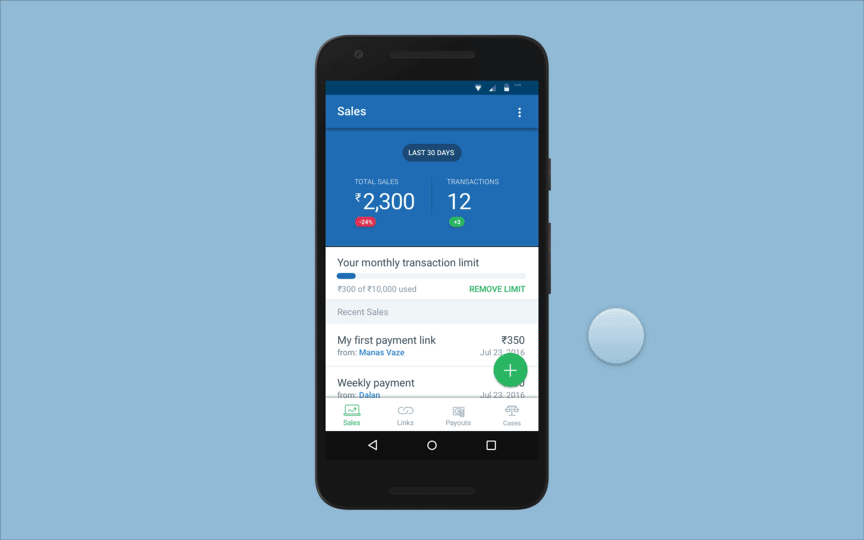 Sales
LAST 30 DAYS
TOTAL SALES
TRANSACTIONS
₹2,300
12
-24%
+3
Your monthly transaction limit
₹300 of ₹10,000 used
REMOVE LIMIT
Recent Sales
My first payment link
₹350
from: Manas Vaze
Jul 23, 2016
Weekly payment
from: Dalan
Jul 23, 2016
Sales
Links
Payouts
Cases